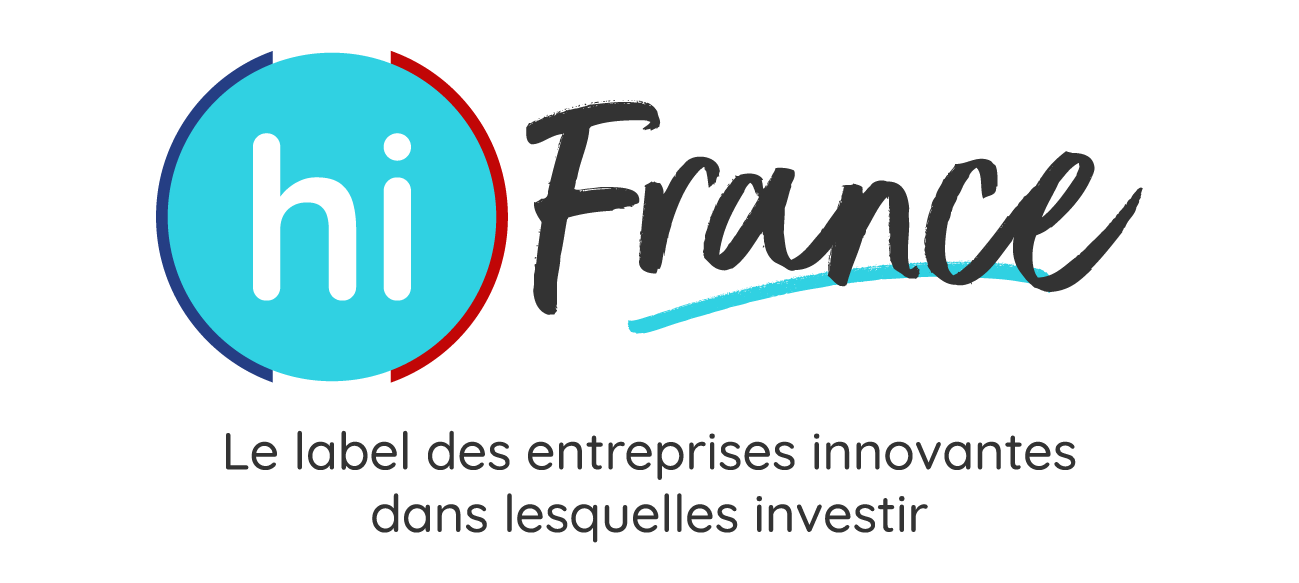 hi France
Le label des entreprises innovantes
dans lesquelles investir